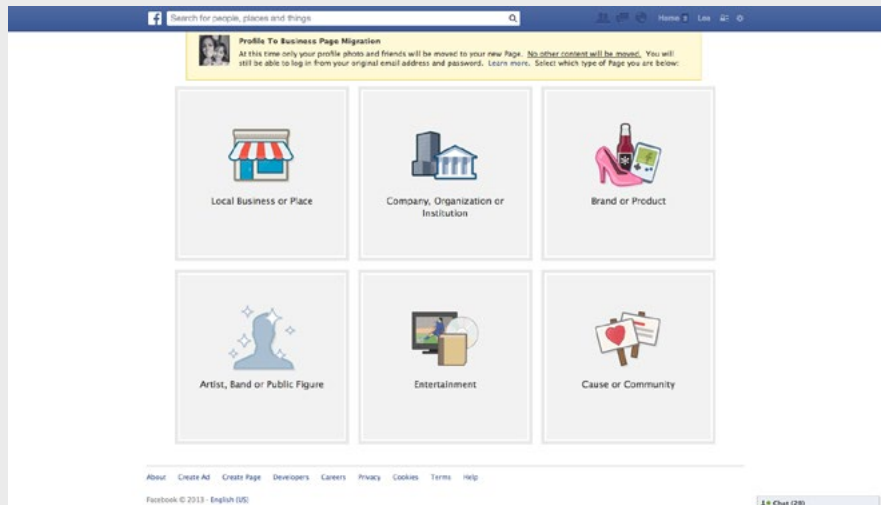 f
Search for people, places and things
Home 9 Lee
Profile To Business Page Migration
At this time only your profile photo and friends will be moved to your new Page. No other content will be moved. You will
still be able to log in from your original email address and password. Learn more. Select which type of Page you are below:
Local Business or Place
Company, Organization or
Institution
Brand or Product
Artist, Band or Public Figure
Entertainment
Cause or Community
About Create Ad Create Page Developers Careers Privacy Cookies Terms Help
Facebook © 2013 · English (US)
Chat (29)